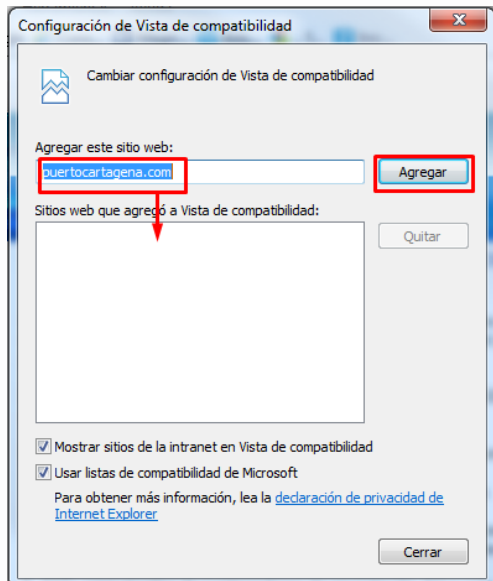 Configuración de Vista de compatibilidad
Cambiar configuración de Vista de compatibilidad
Agregar este sitio web:
puertocartagena.com
Agregar
Sitios web que agregó a Vista de compatibilidad:
Quitar
Mostrar sitios de la intranet en Vista de compatibilidad
Usar listas de compatibilidad de Microsoft
Para obtener más información, lea la declaración de privacidad de
Internet Explorer
Cerrar